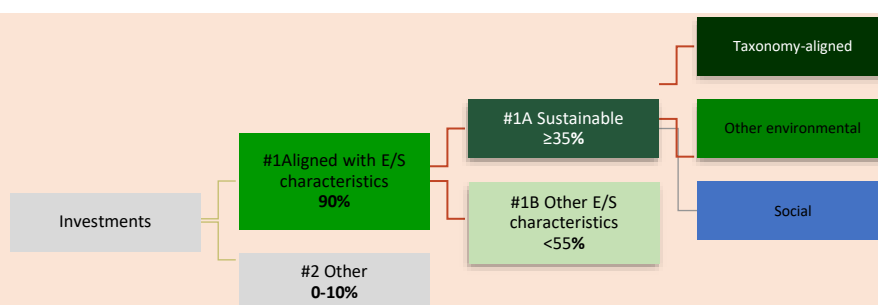 Taxonomy-aligned
#1A Sustainable
≥35%
Other environmental
#1Aligned with E/S
characteristics
90%
#1B Other E/S
characteristics
<55%
Social
Investments
#2 Other
0-10%